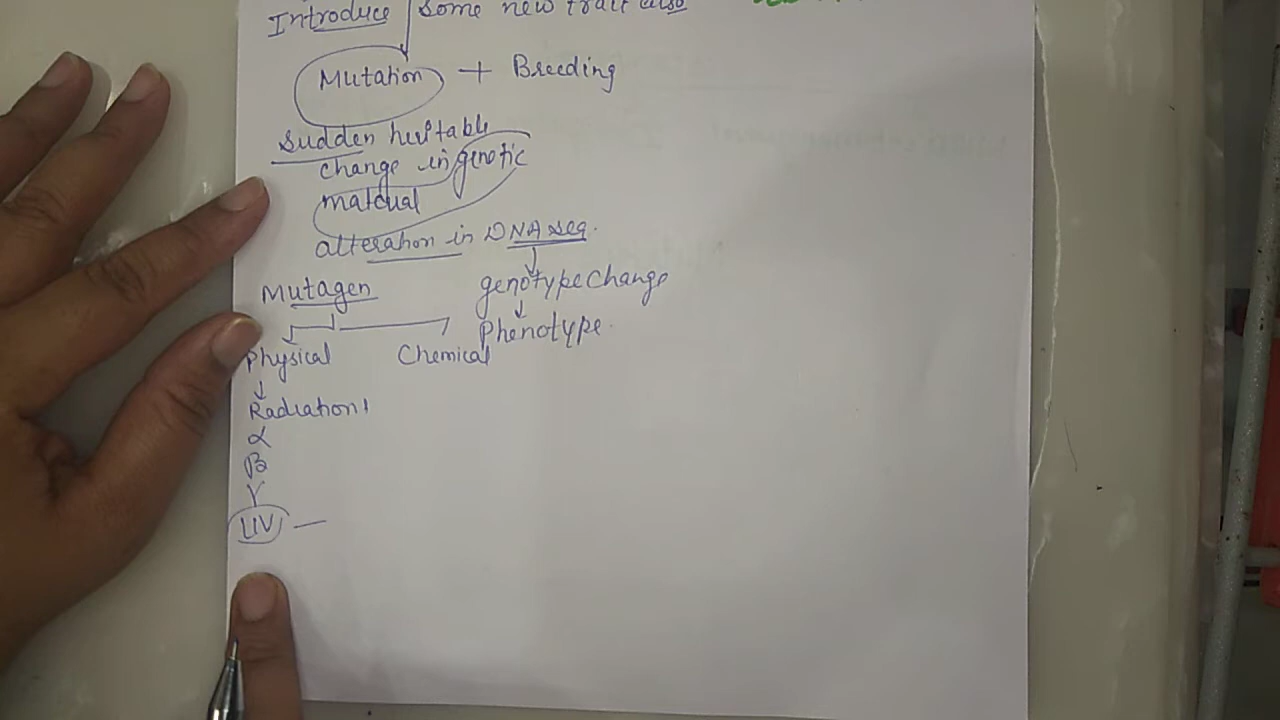 Introduce some new trait also
Mutation + Breeding
sudden heritable
change in genetic
material
alteration in DNA seq.
Mutagen
genotype change
Phenotype.
Physical Chemical
Radiation
α
β
γ
UV —